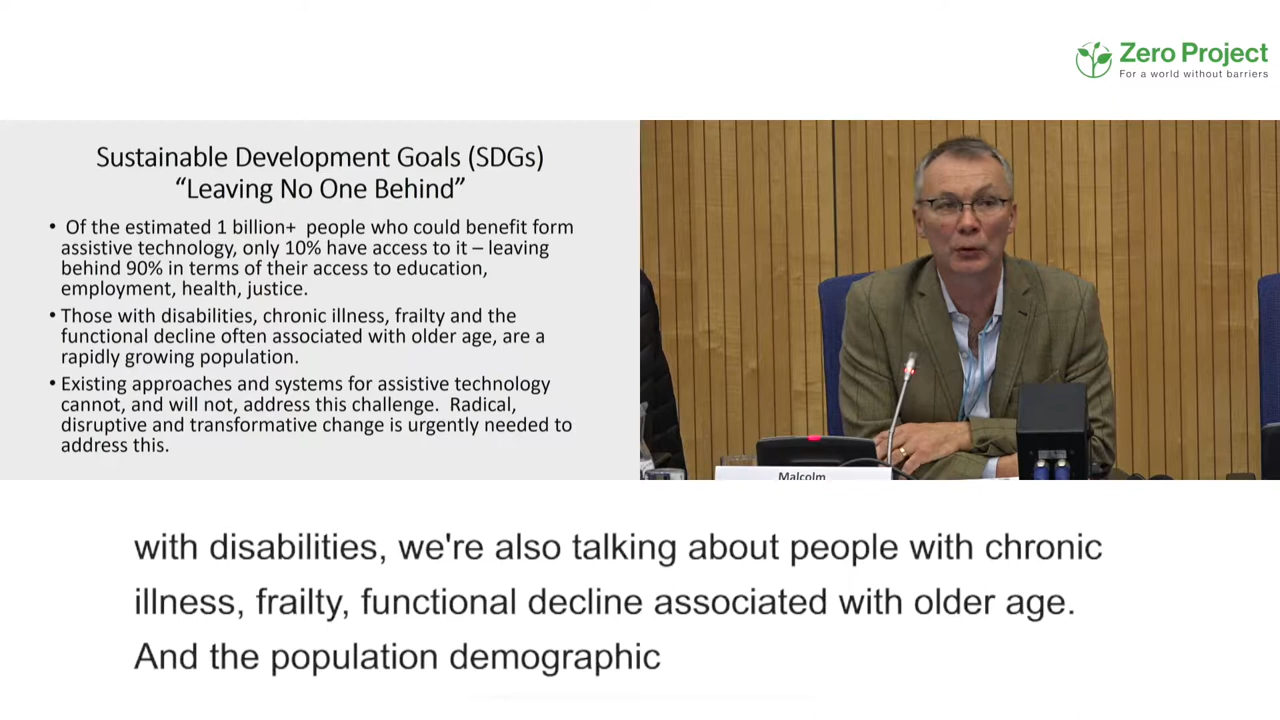 Zero Project
For a world without barriers
Sustainable Development Goals (SDGs)
“Leaving No One Behind”
• Of the estimated 1 billion+ people who could benefit form
assistive technology, only 10% have access to it – leaving
behind 90% in terms of their access to education,
employment, health, justice.
• Those with disabilities, chronic illness, frailty and the
functional decline often associated with older age, are a
rapidly growing population.
• Existing approaches and systems for assistive technology
cannot, and will not, address this challenge. Radical,
disruptive and transformative change is urgently needed to
address this.
Malcolm
with disabilities, we're also talking about people with chronic
illness, frailty, functional decline associated with older age.
And the population demographic